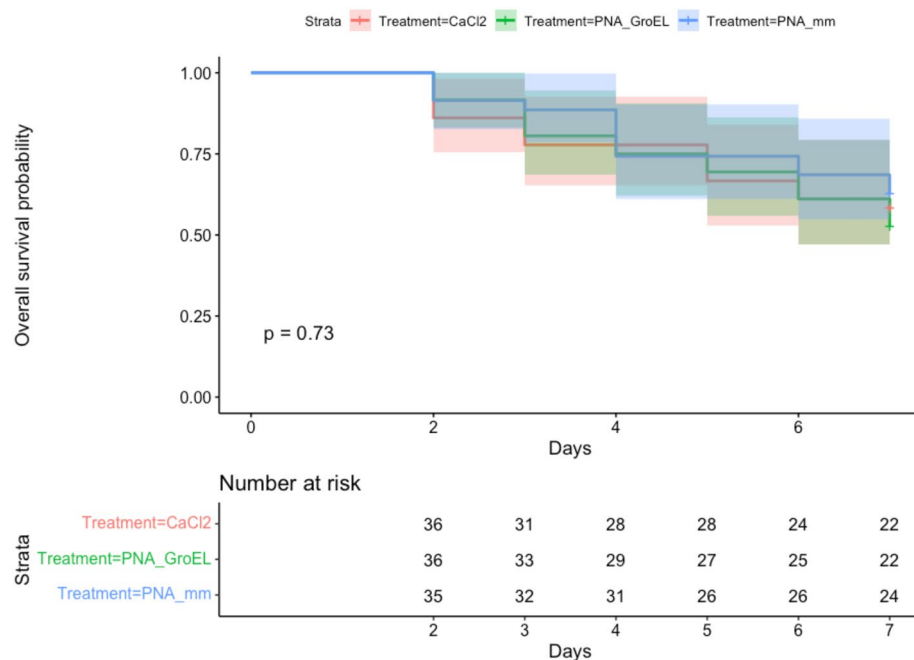 Strata Treatment=CaCl2 Treatment=PNA_GroEL Treatment=PNA_mm
Overall survival probability
1.00
0.75
0.50
0.25
0.00
p = 0.73
0 2 4 6
Days
Number at risk
Strata
Treatment=CaCl2 36 31 28 28 24 22
Treatment=PNA_GroEL 36 33 29 27 25 22
Treatment=PNA_mm 35 32 31 26 26 24
2 3 4 5 6 7
Days